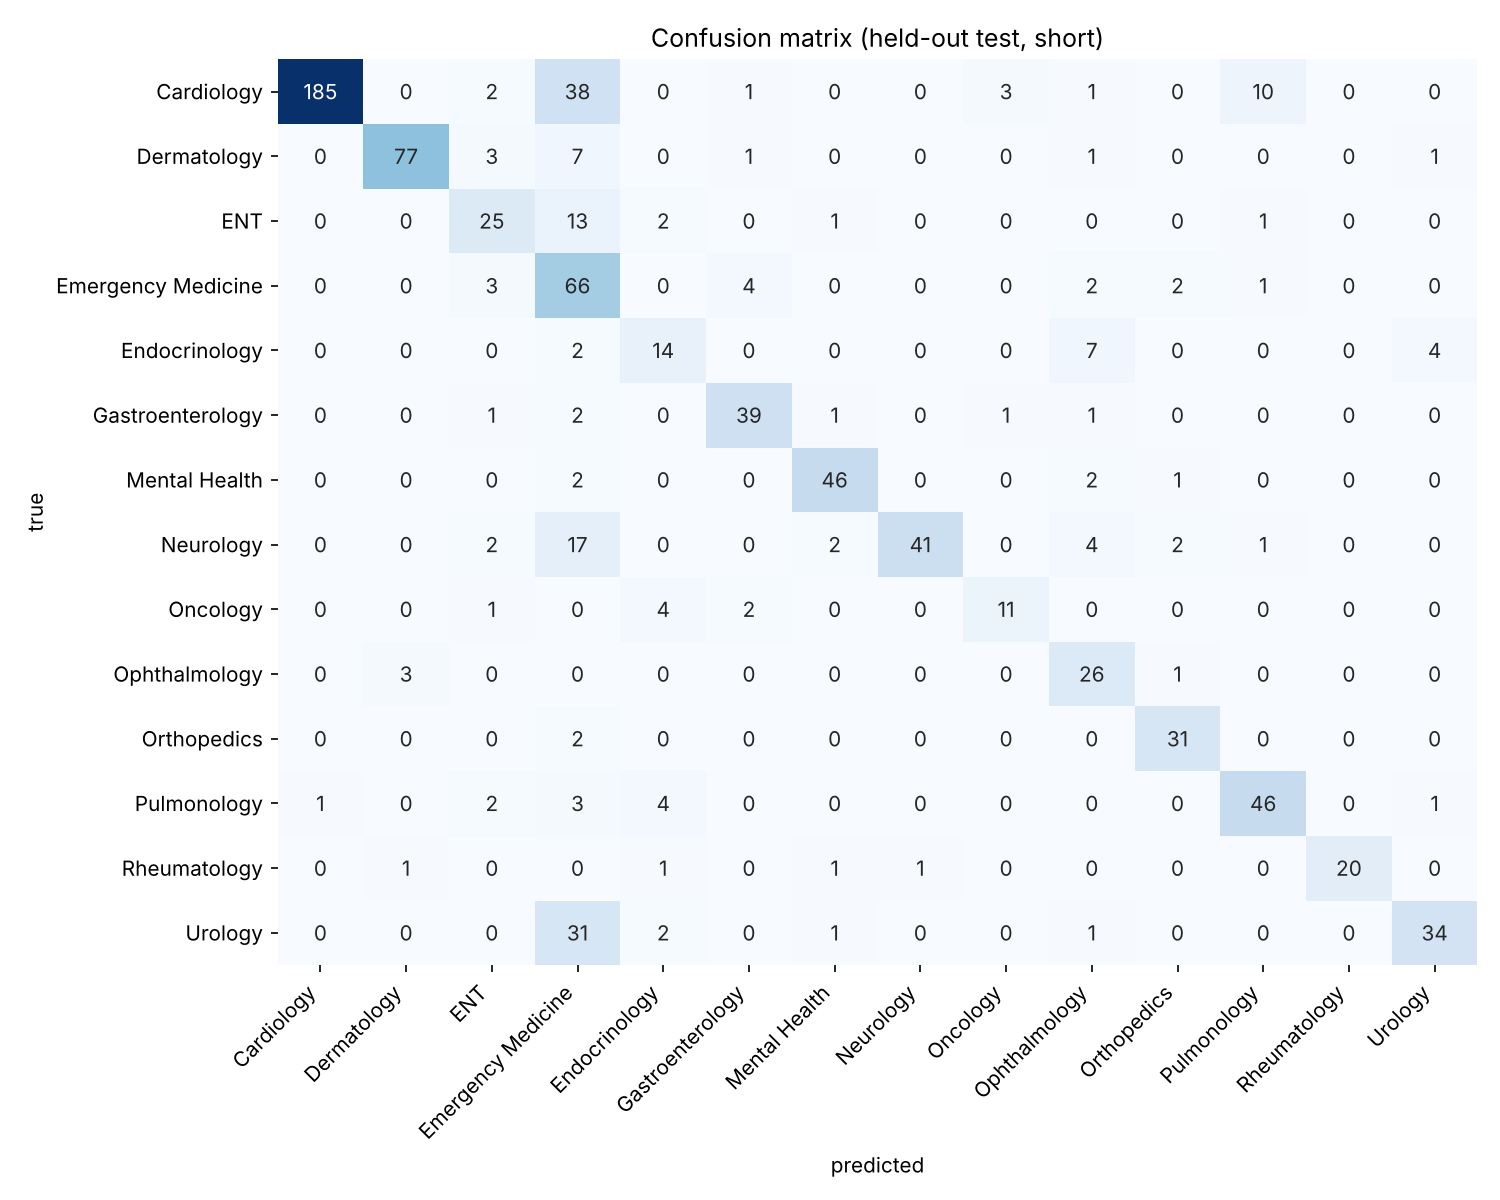 Confusion matrix (held-out test, short)
Cardiology 185 0 2 38 0 1 0 0 3 1 0 10 0 0
Dermatology 0 77 3 7 0 1 0 0 0 1 0 0 0 1
ENT 0 0 25 13 2 0 1 0 0 0 0 1 0 0
Emergency Medicine 0 0 3 66 0 4 0 0 0 2 2 1 0 0
Endocrinology 0 0 0 2 14 0 0 0 0 7 0 0 0 4
Gastroenterology 0 0 1 2 0 39 1 0 1 1 0 0 0 0
Mental Health 0 0 0 2 0 0 46 0 0 2 1 0 0 0
Neurology 0 0 2 17 0 0 2 41 0 4 2 1 0 0
Oncology 0 0 1 0 4 2 0 0 11 0 0 0 0 0
Ophthalmology 0 3 0 0 0 0 0 0 0 26 1 0 0 0
Orthopedics 0 0 0 2 0 0 0 0 0 0 31 0 0 0
Pulmonology 1 0 2 3 4 0 0 0 0 0 0 46 0 1
Rheumatology 0 1 0 0 1 0 1 1 0 0 0 0 20 0
Urology 0 0 0 31 2 0 1 0 0 1 0 0 0 34
true
Cardiology
Dermatology
ENT
Emergency Medicine
Endocrinology
Gastroenterology
Mental Health
Neurology
Oncology
Ophthalmology
Orthopedics
Pulmonology
Rheumatology
Urology
predicted